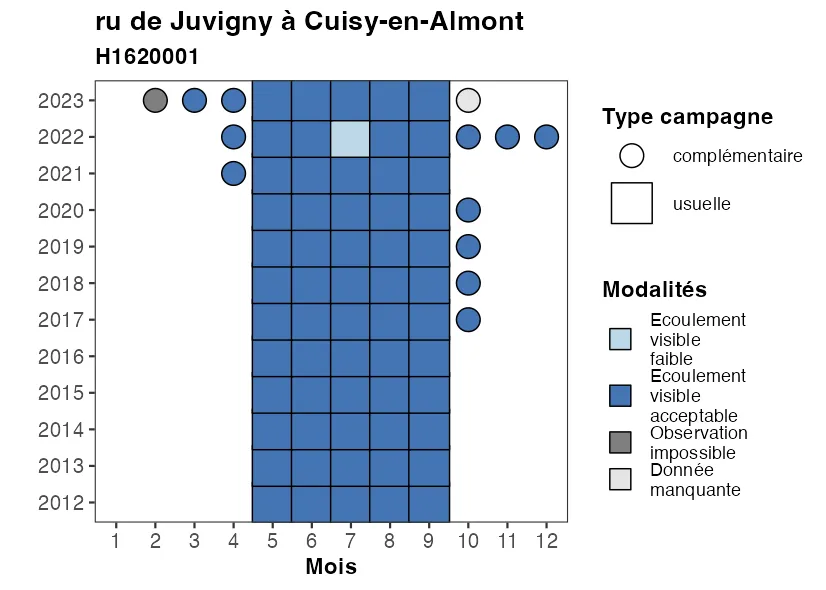 ru de Juvigny à Cuisy-en-Almont
H1620001
2023
2022
2021
2020
2019
2018
2017
2016
2015
2014
2013
2012
1 2 3 4 5 6 7 8 9 10 11 12
Mois
Type campagne
complémentaire
usuelle
Modalités
Ecoulement
visible
faible
Ecoulement
visible
acceptable
Observation
impossible
Donnée
manquante